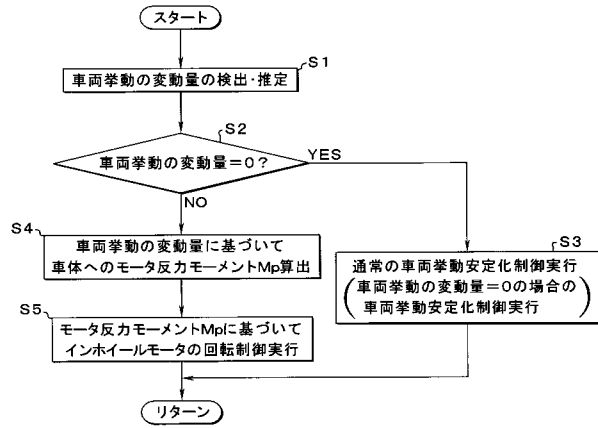 スタート
S1
車両挙動の変動量の検出・推定
S2
車両挙動の変動量=0?
YES
NO
S4
車両挙動の変動量に基づいて
車体へのモータ反力モーメントMp算出
S3
通常の車両挙動安定化制御実行
(車両挙動の変動量=0の場合の
車両挙動安定化制御実行)
S5
モータ反力モーメントMpに基づいて
インホイールモータの回転制御実行
リターン